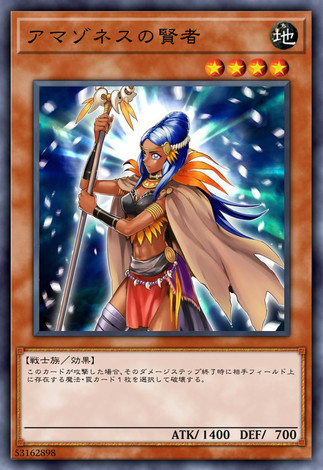 アマゾネスの賢者
地
【戦士族／効果】
このカードが攻撃した場合、そのダメージステップ終了時に相手フィールド上
に存在する魔法・罠カード１枚を選択して破壊する。
ATK/ 1400 DEF/ 700
53162898